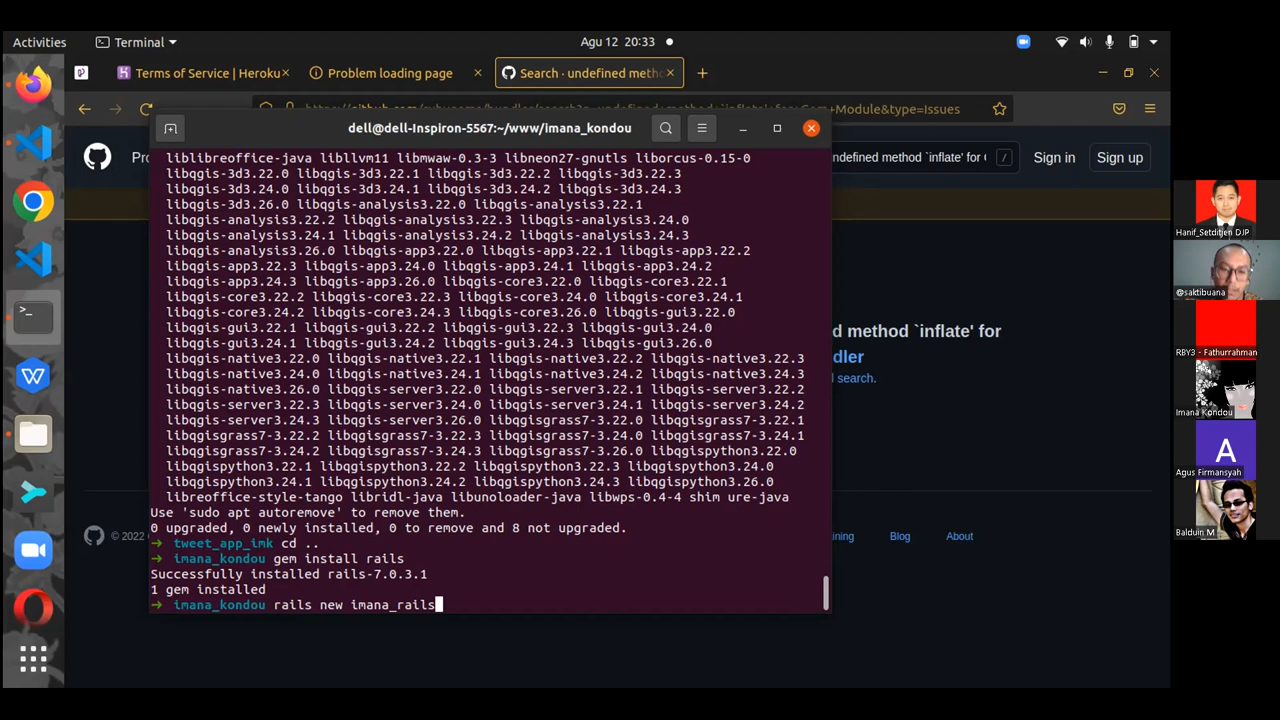 Activities
Terminal
Agu 12 20:33
Terms of Service | Heroku
Problem loading page
Search · undefined meth
dell@dell-Inspiron-5567:~/www/imana_kondou
ndefined method `inflate' for
/
Sign in
Sign up
liblibreoffice-java libllvm11 libmwaw-0.3-3 libneon27-gnutls liborcus-0.15-0
libqgis-3d3.22.0 libqgis-3d3.22.1 libqgis-3d3.22.2 libqgis-3d3.22.3
libqgis-3d3.24.0 libqgis-3d3.24.1 libqgis-3d3.24.2 libqgis-3d3.24.3
libqgis-3d3.26.0 libqgis-analysis3.22.0 libqgis-analysis3.22.1
libqgis-analysis3.22.2 libqgis-analysis3.22.3 libqgis-analysis3.24.0
libqgis-analysis3.24.1 libqgis-analysis3.24.2 libqgis-analysis3.24.3
libqgis-analysis3.26.0 libqgis-app3.22.0 libqgis-app3.22.1 libqgis-app3.22.2
libqgis-app3.22.3 libqgis-app3.24.0 libqgis-app3.24.1 libqgis-app3.24.2
libqgis-app3.24.3 libqgis-app3.26.0 libqgis-core3.22.0 libqgis-core3.22.1
libqgis-core3.22.2 libqgis-core3.22.3 libqgis-core3.24.0 libqgis-core3.24.1
libqgis-core3.24.2 libqgis-core3.24.3 libqgis-core3.26.0 libqgis-gui3.22.0
libqgis-gui3.22.1 libqgis-gui3.22.2 libqgis-gui3.22.3 libqgis-gui3.24.0
libqgis-gui3.24.1 libqgis-gui3.24.2 libqgis-gui3.24.3 libqgis-gui3.26.0
libqgis-native3.22.0 libqgis-native3.22.1 libqgis-native3.22.2 libqgis-native3.22.3
libqgis-native3.24.0 libqgis-native3.24.1 libqgis-native3.24.2 libqgis-native3.24.3
libqgis-native3.26.0 libqgis-server3.22.0 libqgis-server3.22.1 libqgis-server3.22.2
libqgis-server3.22.3 libqgis-server3.24.0 libqgis-server3.24.1 libqgis-server3.24.2
libqgis-server3.24.3 libqgis-server3.26.0 libqgisgrass7-3.22.0 libqgisgrass7-3.22.1
libqgisgrass7-3.22.2 libqgisgrass7-3.22.3 libqgisgrass7-3.24.0 libqgisgrass7-3.24.1
libqgisgrass7-3.24.2 libqgisgrass7-3.24.3 libqgisgrass7-3.26.0 libqgispython3.22.0
libqgispython3.22.1 libqgispython3.22.2 libqgispython3.22.3 libqgispython3.24.0
libqgispython3.24.1 libqgispython3.24.2 libqgispython3.24.3 libqgispython3.26.0
libreoffice-style-tango libridl-java libunoloader-java libwps-0.4-4 shim ure-java
Use 'sudo apt autoremove' to remove them.
0 upgraded, 0 newly installed, 0 to remove and 8 not upgraded.
→ tweet_app_imk cd ..
→ imana_kondou gem install rails
Successfully installed rails-7.0.3.1
1 gem installed
→ imana_kondou rails new imana_rails
d method `inflate' for
dler
d search.
© 2022
ining
Blog
About
Hanif_Setditjen DJP
@saktibuana
RBY3 - Fathurrahman
Imana Kondou
A
Agus Firmansyah
Balduin M